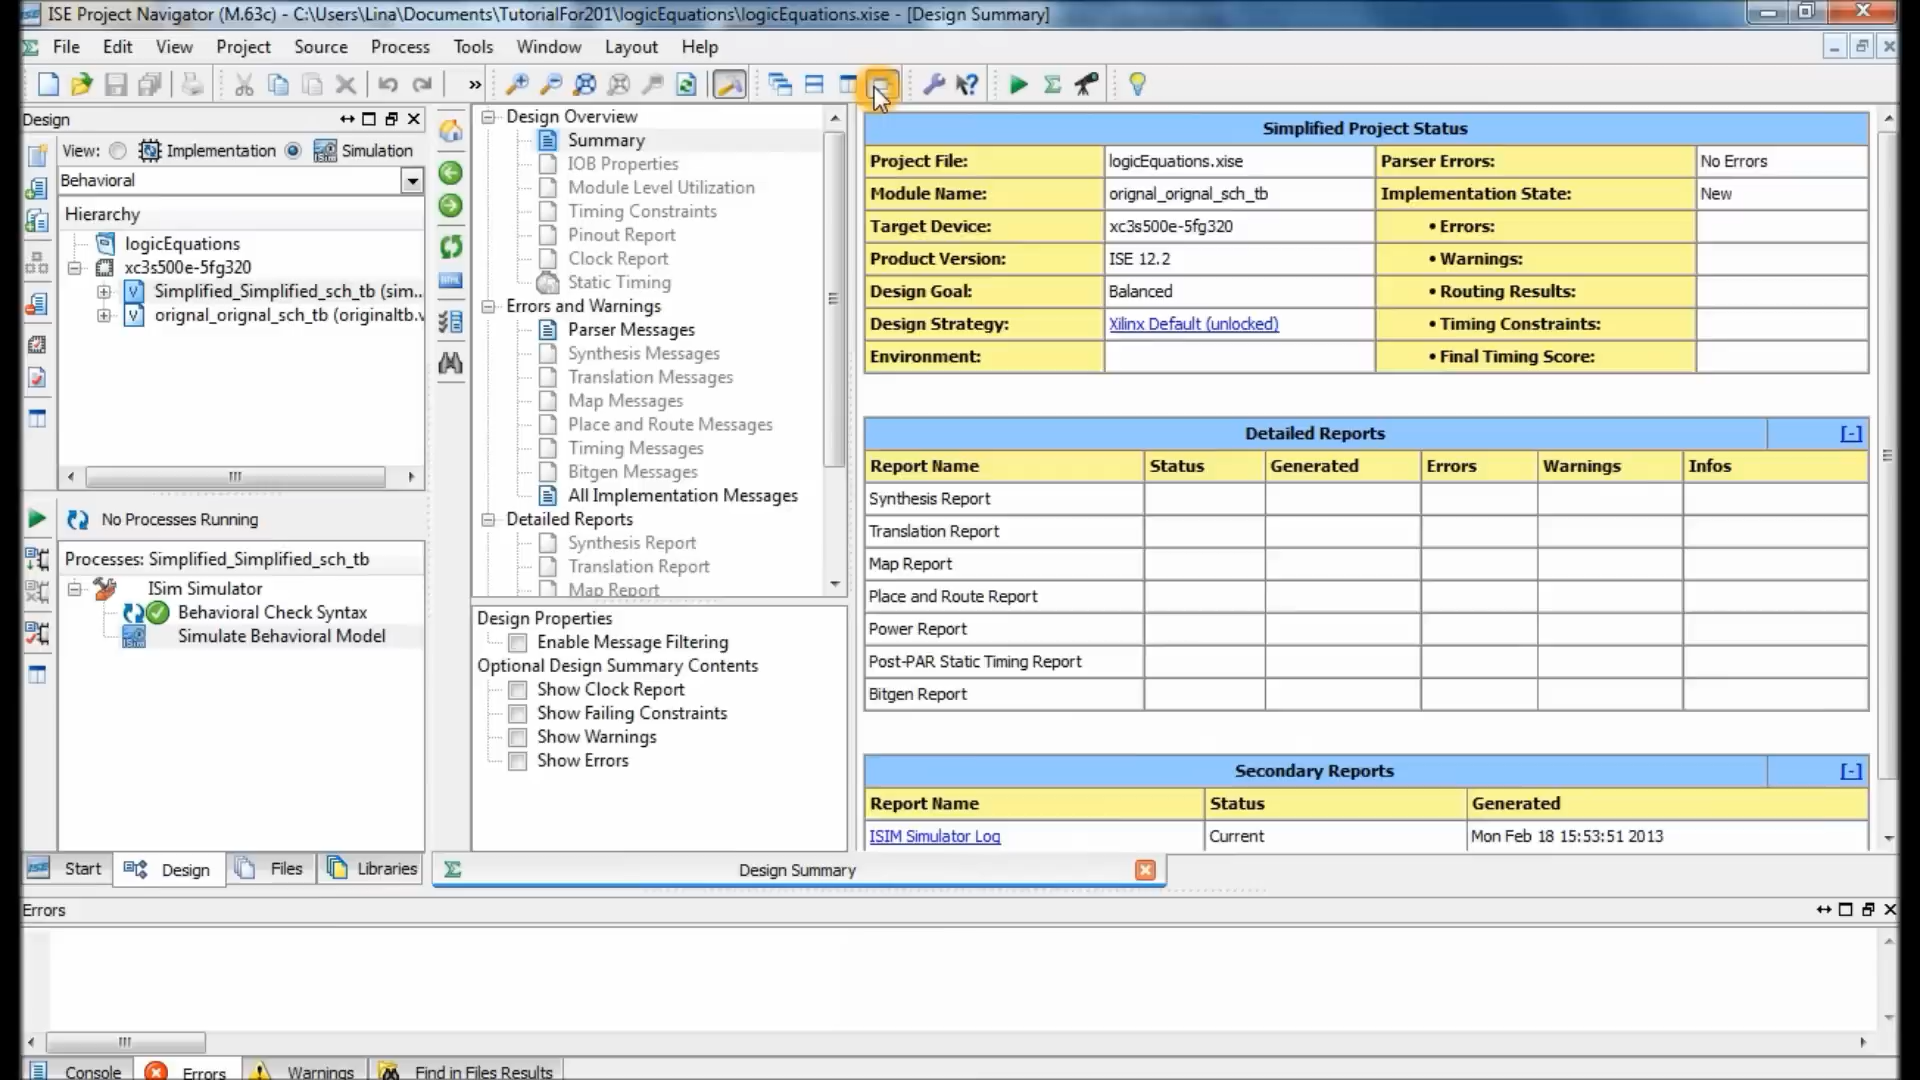 ISE Project Navigator (M.63c) - C:\Users\Lina\Documents\TutorialFor201\logicEquations\logicEquations.xise - [Design Summary]
File Edit View Project Source Process Tools Window Layout Help
»
Design
View: Implementation Simulation
Behavioral
Hierarchy
logicEquations
xc3s500e-5fg320
Simplified_Simplified_sch_tb (sim..
orignal_orignal_sch_tb (originaltb.v
No Processes Running
Processes: Simplified_Simplified_sch_tb
ISim Simulator
Behavioral Check Syntax
Simulate Behavioral Model
Start Design Files Libraries
Design Overview
Summary
IOB Properties
Module Level Utilization
Timing Constraints
Pinout Report
Clock Report
Static Timing
Errors and Warnings
Parser Messages
Synthesis Messages
Translation Messages
Map Messages
Place and Route Messages
Timing Messages
Bitgen Messages
All Implementation Messages
Detailed Reports
Synthesis Report
Translation Report
Map Report
Design Properties
Enable Message Filtering
Optional Design Summary Contents
Show Clock Report
Show Failing Constraints
Show Warnings
Show Errors
Design Summary
Simplified Project Status
Project File: logicEquations.xise Parser Errors: No Errors
Module Name: orignal_orignal_sch_tb Implementation State: New
Target Device: xc3s500e-5fg320 • Errors:
Product Version: ISE 12.2 • Warnings:
Design Goal: Balanced • Routing Results:
Design Strategy: Xilinx Default (unlocked) • Timing Constraints:
Environment: • Final Timing Score:
Detailed Reports [-]
Report Name Status Generated Errors Warnings Infos
Synthesis Report
Translation Report
Map Report
Place and Route Report
Power Report
Post-PAR Static Timing Report
Bitgen Report
Secondary Reports [-]
Report Name Status Generated
ISIM Simulator Log Current Mon Feb 18 15:53:51 2013
Errors
Console Errors Warnings Find in Files Results